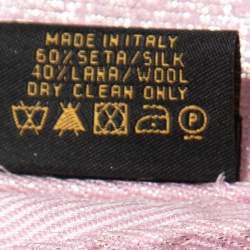 MADE IN ITALY
60%SETA/SILK
40%LANA/WOOL
DRY CLEAN ONLY
P